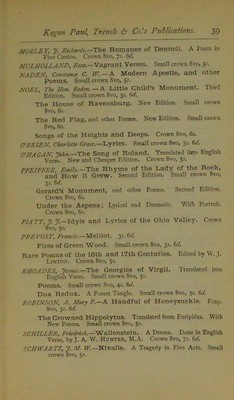 Kegan Paul, Trench & Co.'s Publications. 39
MOZLEY, J. Rickards.—The Romance of Dennell. A Poem in
Five Cantos. Crown 8vo, 7s. 6d.
MULHOLLAND, Rosa.—Vagrant Verses. Small crown 8vo, 5s.
NADEN, Constance C. W.—A Modern Apostle, and other
Poems. Small crown 8vo, 5s.
NOEL, The Hon. Roden.—A Little Child's Monument. Third
Edition. Small crown 8vo, 3s. 6d.
The House of Ravensburg. New Edition. Small crown
8vo, 6s.
The Red Flag, and other Poems. New Edition. Small crown
8vo, 6s.
Songs of the Heights and Deeps. Crown 8vo, 6s.
O'BRIEN, Charlotte Grace.—Lyrics. Small crown 8vo, 3s. 6d.
O'HAGAN, John.—The Song of Roland. Translated into English
Verse. New and Cheaper Edition. Crown 8vo, 5s.
PFEIFFER, Emily.—The Rhyme of the Lady of the Rock,
and How it Grew. Second Edition. Small crown 8vo,
3s. 6d.
Gerard's Monument, and other Poems. Second Edition.
Crown 8vo, 6s.
Under the Aspens: Lyrical and Dramatic. With Portrait.
Crown 8vo, 6s.
PIATT, J. J.—Idyls and Lyrics of the Ohio Valley. Crown
8vo, 5s.
PREVOST, Francis.—Melilot. 3s. 6d.
Fires of Green Wood. Small crown 8vo, 3s. 6d.
Rare Poems of the 16th and 17th Centuries. Edited by W. J.
LINTON. Crown 8vo, 5s.
RHOADES, James.—The Georgics of Virgil. Translated into
English Verse. Small crown 8vo, 5s.
Poems. Small crown 8vo, 4s. 6d.
Dux Redux. A Forest Tangle. Small crown 8vo, 3s. 6d.
ROBINSON, A. Mary F.—A Handful of Honeysuckle. Fcap.
8vo, 3s. 6d.
The Crowned Hippolytus. Translated from Euripides. With
New Poems. Small crown 8vo, 5s.
SCHILLER, Friedrich.—Wallenstein. A Drama. Done in English
Verse, by J. A. W. HUNTER, M.A. Crown 8vo, 7s. 6d.
SCHWARTZ, J. M. W.—Nivalis. A Tragedy in Five Acts. Small
crown 8vo, 5s.